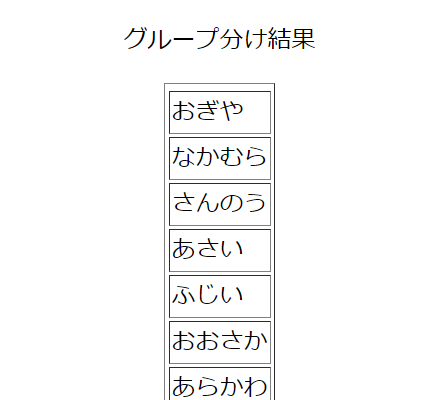 グループ分け結果
おぎや
なかむら
さんのう
あさい
ふじい
おおさか
あらかわ